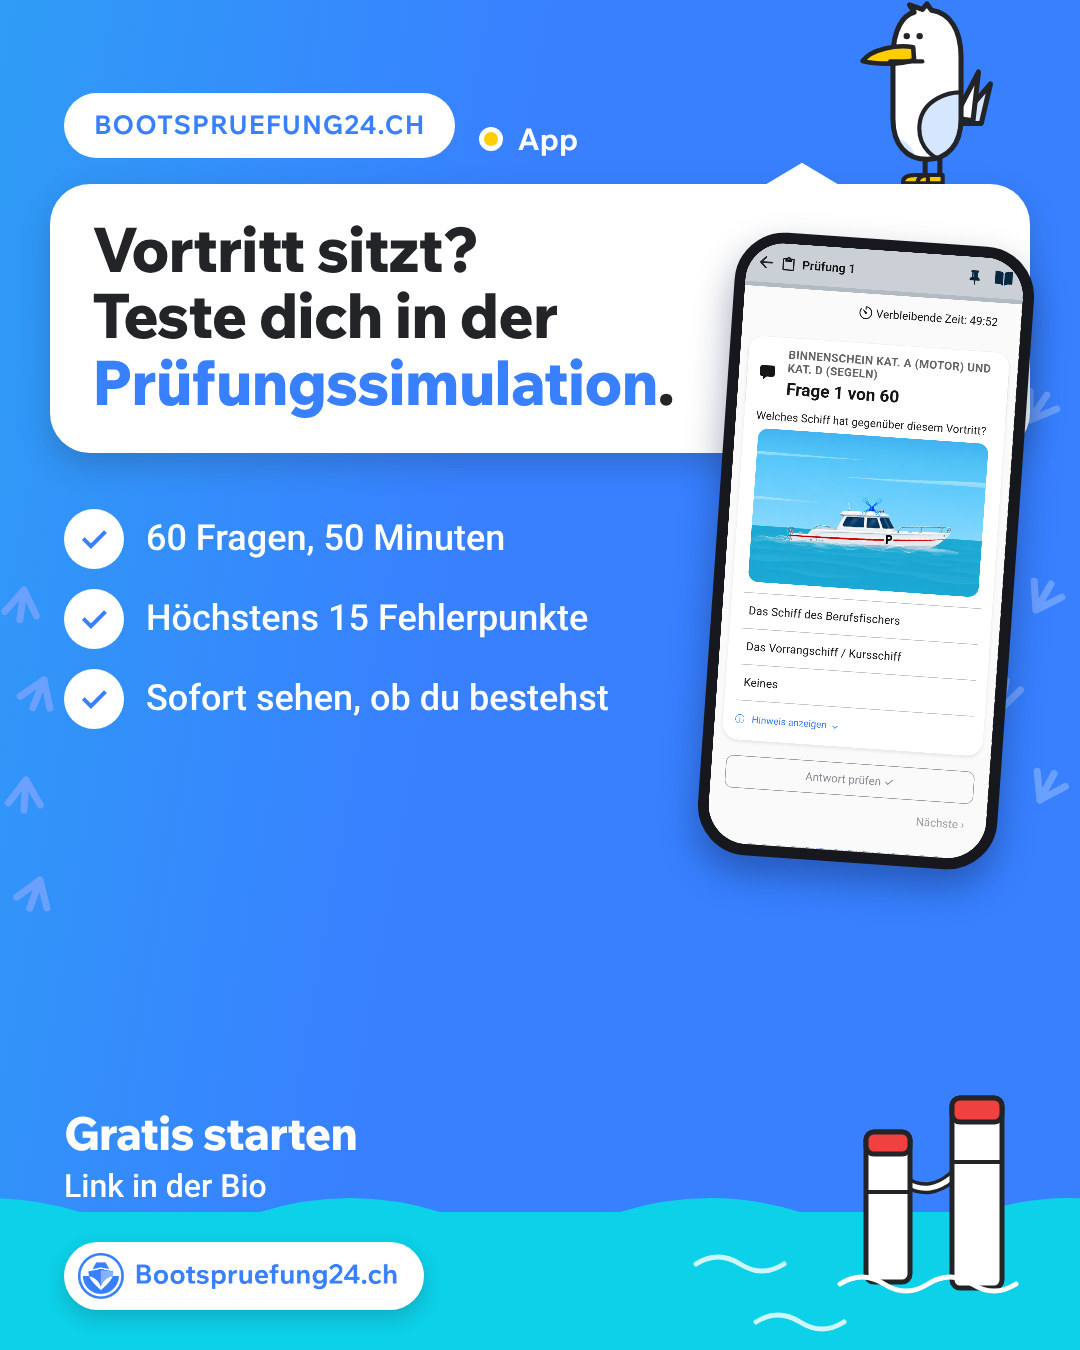 BOOTSPRUEFUNG24.CH
App
Vortritt sitzt?
Teste dich in der
Prüfungssimulation.
60 Fragen, 50 Minuten
Höchstens 15 Fehlerpunkte
Sofort sehen, ob du bestehst
Prüfung 1
Verbleibende Zeit: 49:52
BINNENSCHEIN KAT. A (MOTOR) UND
KAT. D (SEGELN)
Frage 1 von 60
Welches Schiff hat gegenüber diesem Vortritt?
P
Das Schiff des Berufsfischers
Das Vorrangschiff / Kursschiff
Keines
Hinweis anzeigen
Antwort prüfen
Nächste ›
Gratis starten
Link in der Bio
Bootspruefung24.ch